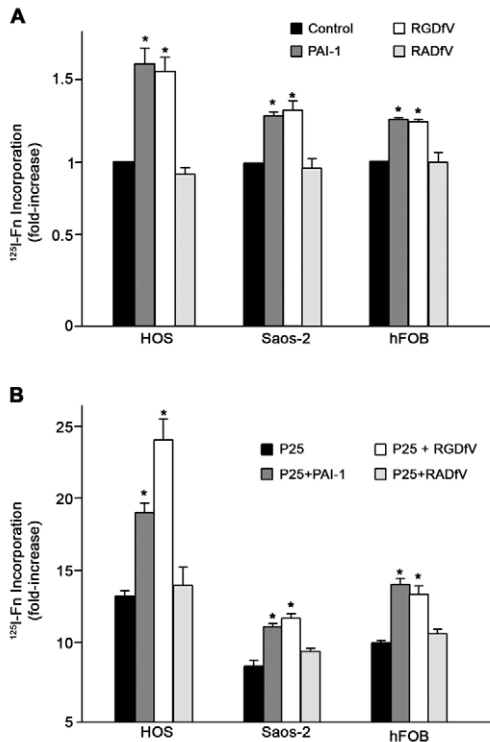 A
Control
RGDfV
PAI-1
RADfV
* *
* *
* *
1.5
1
0.5
0
¹²⁵I-Fn Incorporation
(fold-increase)
HOS
Saos-2
hFOB
B
P25
P25 + RGDfV
P25+PAI-1
P25+RADfV
*
*
* *
* *
25
20
15
10
5
¹²⁵I-Fn Incorporation
(fold-increase)
HOS
Saos-2
hFOB